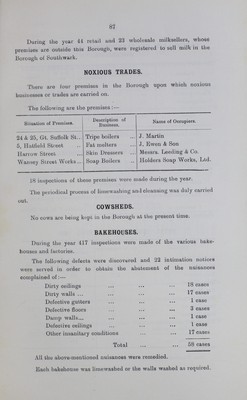 62
During the year 44 retail and 23 wholesale milksellers, whose
premises are outside this Borough, were registered to sell milk in the
Borough of Southwark.
NOXIOUS TRADES.
There are four premises in the Borough upon which noxious
businesses or trades are carried on.
The following are the premises :—
Situation of Premises. Description of Business. Name of Occupiers.
24 & 25, Gt. Suffolk St... Tripe boilers ... J. Martin
5, Hatfield Street Fat melters ... J. Ewen & Son
Harrow Street Skin Dressers ... Messrs. Leeding & Co.
Wansey Street Works... Soap Boilers ... Holders Soap Works, Ltd.
18 inspections of these premises were made during the year.
The periodical process of limewashing and cleansing was duly carried
out.
COWSHEDS.
No cows are being kept in the Borough at the present time.
BAKEHOUSES.
During the year 417 inspections were made of the various bake-
houses and factories.
The following defects were discovered and 22 intimation notices
were served in order to obtain the abatement of the nuisances
complained of :—
Dirty ceilings ... ... ... 18 cases
Dirty walls ... ... ... ... 17 cases
Defective gutters ... ... ... 1 case
Defective floors ... ... ... 3 cases
Damp walls... ... ... ... 1 case
Defective ceilings ... ... ... 1 case
Other insanitary conditions ... ... 17 cases
Total ... ... 58 cases
All the above-mentioned nuisances were remedied.
Each bakehouse was limewashed or the walls washed as required.